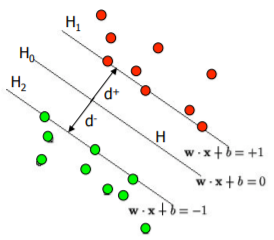 H₁
H₀
H₂
d⁺
d⁻
H
w · x + b = +1
w · x + b = 0
w · x + b = −1